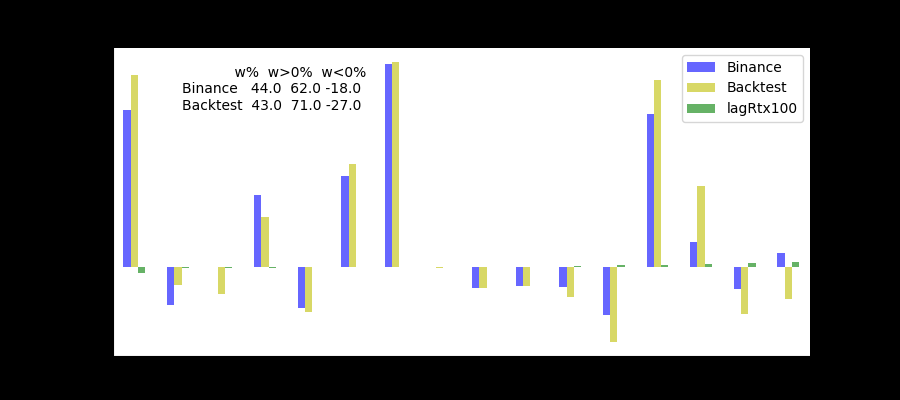 w%  w>0%  w<0%
Binance   44.0  62.0 -18.0
Backtest  43.0  71.0 -27.0
Binance
Backtest
lagRtx100